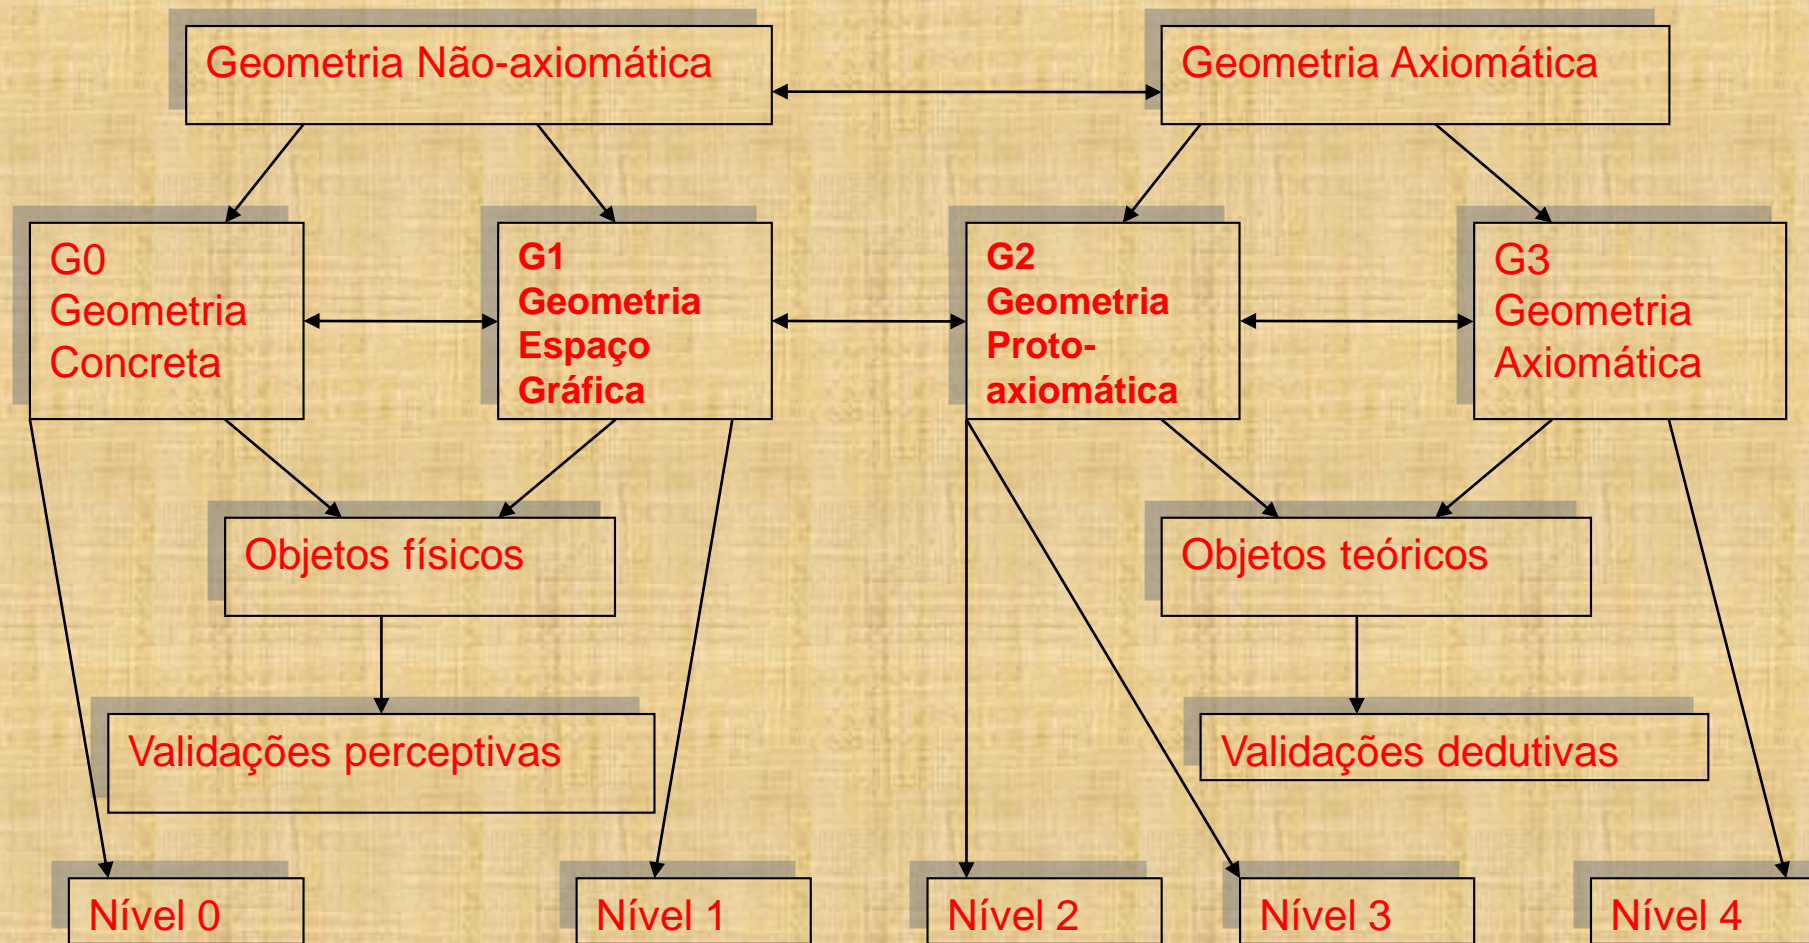 Geometria Não-axiomática
Geometria Axiomática
G0
Geometria
Concreta
G1
Geometria
Espaço
Gráfica
G2
Geometria
Proto-
axiomática
G3
Geometria
Axiomática
Objetos físicos
Objetos teóricos
Validações perceptivas
Validações dedutivas
Nível 0
Nível 1
Nível 2
Nível 3
Nível 4